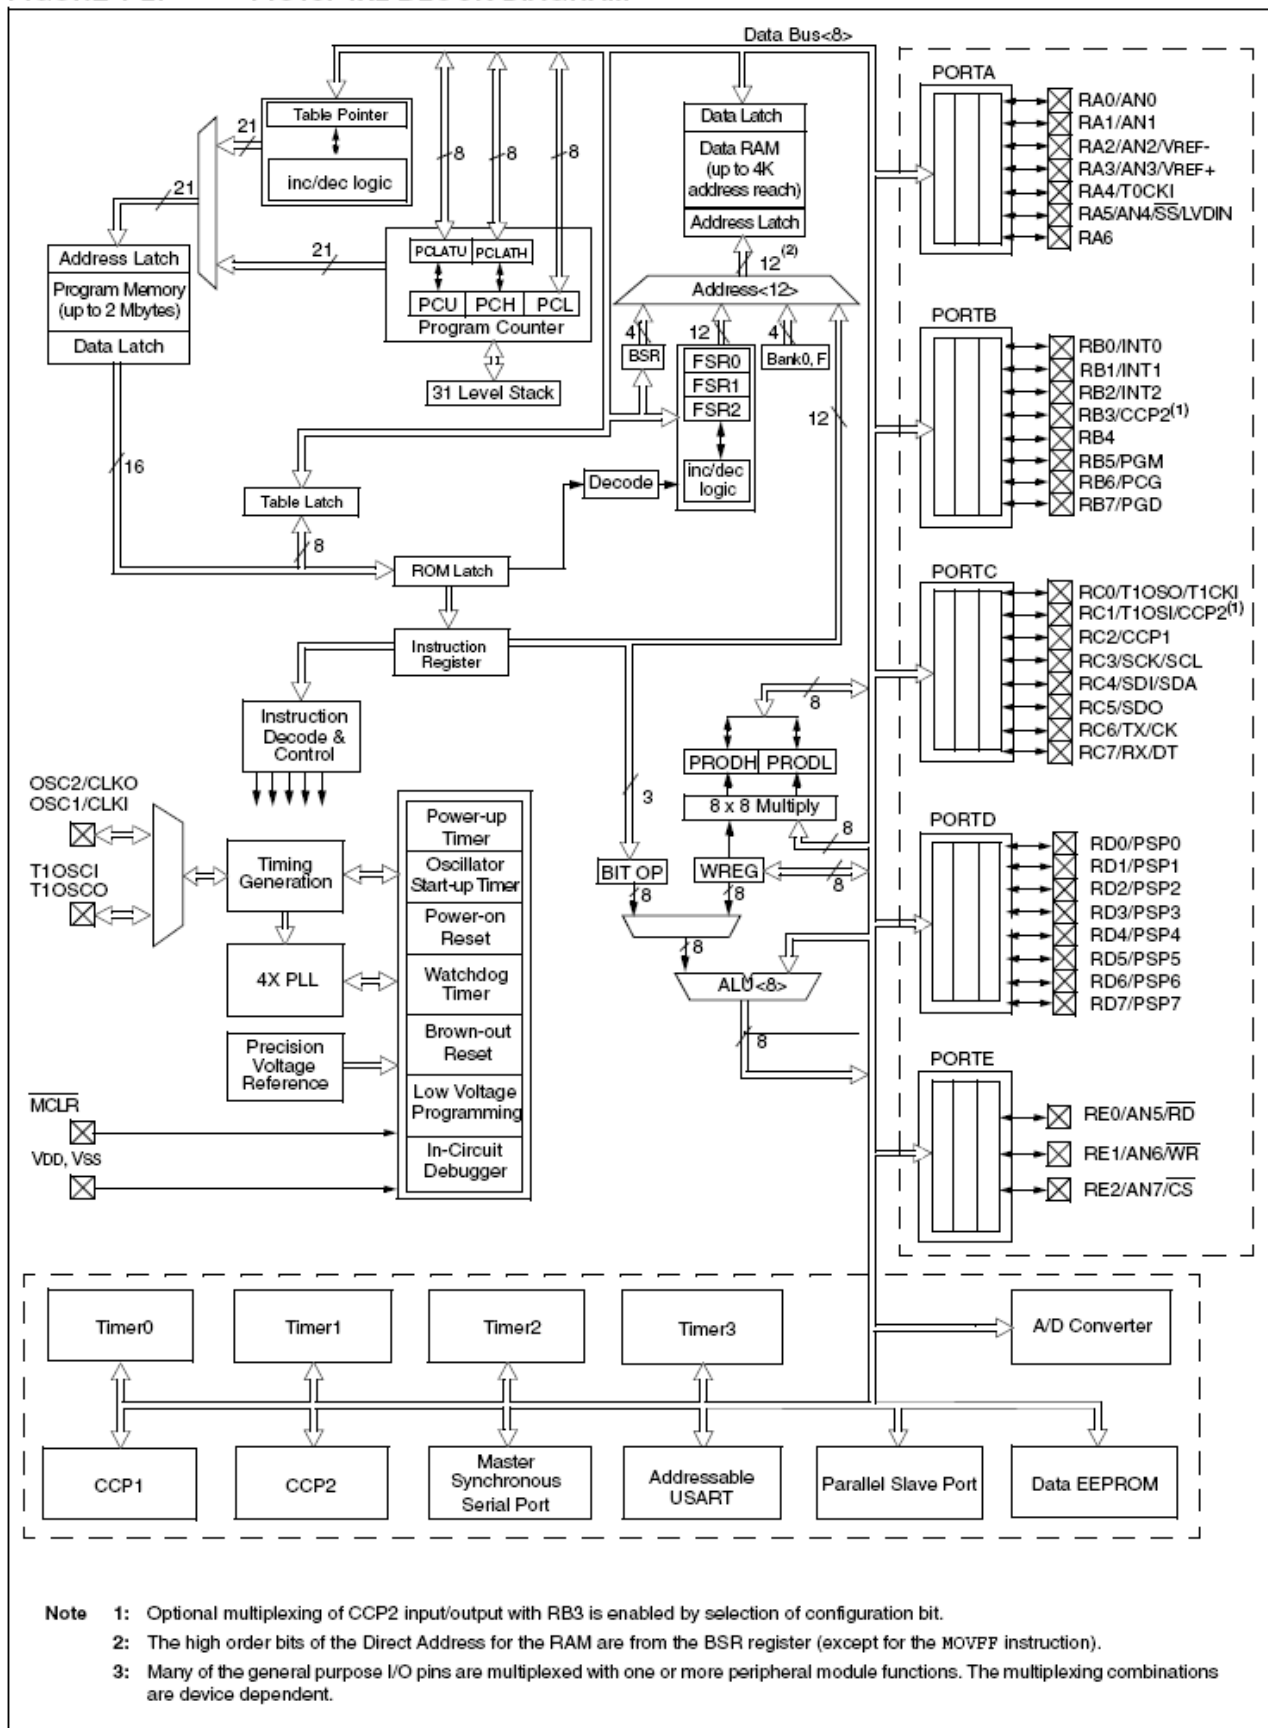 Data Bus<8>
Table Pointer
21
inc/dec logic
21
8
8
8
Data Latch
Data RAM
(up to 4K
address reach)
Address Latch
12(2)
Address<12>
4
12
4
BSR
FSR0
FSR1
FSR2
Bank0, F
inc/dec
logic
12
Address Latch
Program Memory
(up to 2 Mbytes)
Data Latch
21
PCLATU
PCLATH
PCU
PCH
PCL
Program Counter
31 Level Stack
16
Decode
Table Latch
8
ROM Latch
Instruction
Register
Instruction
Decode &
Control
8
PRODH
PRODL
3
8 x 8 Multiply
8
BIT OP
WREG
8
8
8
8
ALU<8>
8
OSC2/CLKO
OSC1/CLKI
T1OSCI
T1OSCO
Timing
Generation
4X PLL
Precision
Voltage
Reference
Power-up
Timer
Oscillator
Start-up Timer
Power-on
Reset
Watchdog
Timer
Brown-out
Reset
Low Voltage
Programming
In-Circuit
Debugger
MCLR
VDD, VSS
PORTA
RA0/AN0
RA1/AN1
RA2/AN2/VREF-
RA3/AN3/VREF+
RA4/T0CKI
RA5/AN4/SS/LVDIN
RA6
PORTB
RB0/INT0
RB1/INT1
RB2/INT2
RB3/CCP2(1)
RB4
RB5/PGM
RB6/PCG
RB7/PGD
PORTC
RC0/T1OSO/T1CKI
RC1/T1OSI/CCP2(1)
RC2/CCP1
RC3/SCK/SCL
RC4/SDI/SDA
RC5/SDO
RC6/TX/CK
RC7/RX/DT
PORTD
RD0/PSP0
RD1/PSP1
RD2/PSP2
RD3/PSP3
RD4/PSP4
RD5/PSP5
RD6/PSP6
RD7/PSP7
PORTE
RE0/AN5/RD
RE1/AN6/WR
RE2/AN7/CS
Timer0
Timer1
Timer2
Timer3
A/D Converter
CCP1
CCP2
Master
Synchronous
Serial Port
Addressable
USART
Parallel Slave Port
Data EEPROM
Note 1: Optional multiplexing of CCP2 input/output with RB3 is enabled by selection of configuration bit.
2: The high order bits of the Direct Address for the RAM are from the BSR register (except for the MOVFF instruction).
3: Many of the general purpose I/O pins are multiplexed with one or more peripheral module functions. The multiplexing combinations
are device dependent.